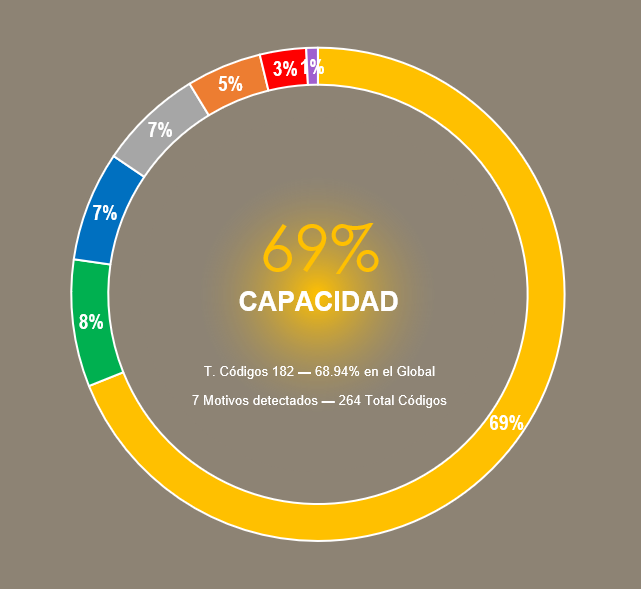 3%
1%
5%
7%
7%
8%
69%
CAPACIDAD
T. Códigos 182 — 68.94% en el Global
7 Motivos detectados — 264 Total Códigos
69%